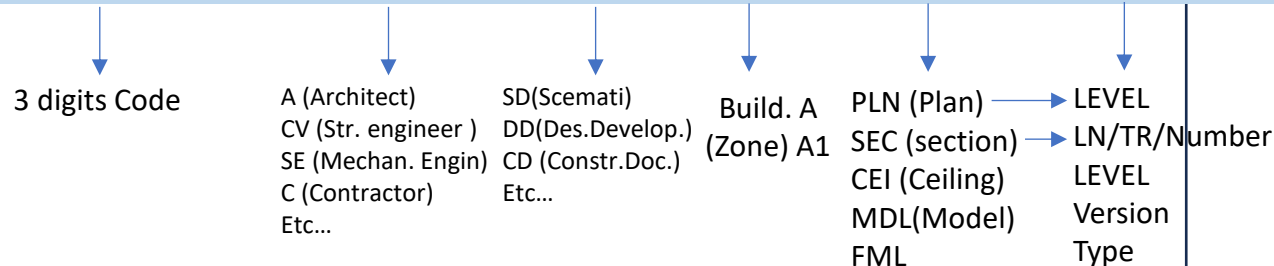 3 digits Code
A (Architect)
CV (Str. engineer )
SE (Mechan. Engin)
C (Contractor)
Etc…
SD(Scemati)
DD(Des.Develop.)
CD (Constr.Doc.)
Etc…
Build. A
(Zone) A1
PLN (Plan)
SEC (section)
CEI (Ceiling)
MDL(Model)
FML
LEVEL
LN/TR/Number
LEVEL
Version
Type